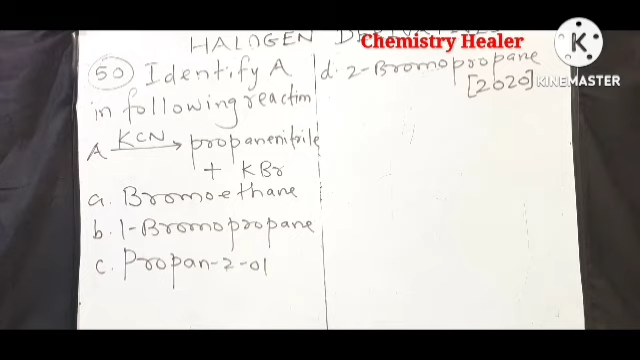 HALOGEN DERIVATIVES
Chemistry Healer
K
KINEMASTER
50 Identify A
in following reaction
A KCN → propanenitrile
+ KBr
a. Bromoethane
b. 1-Bromopropane
c. Propan-2-ol
d. 2-Bromopropane
[2020]